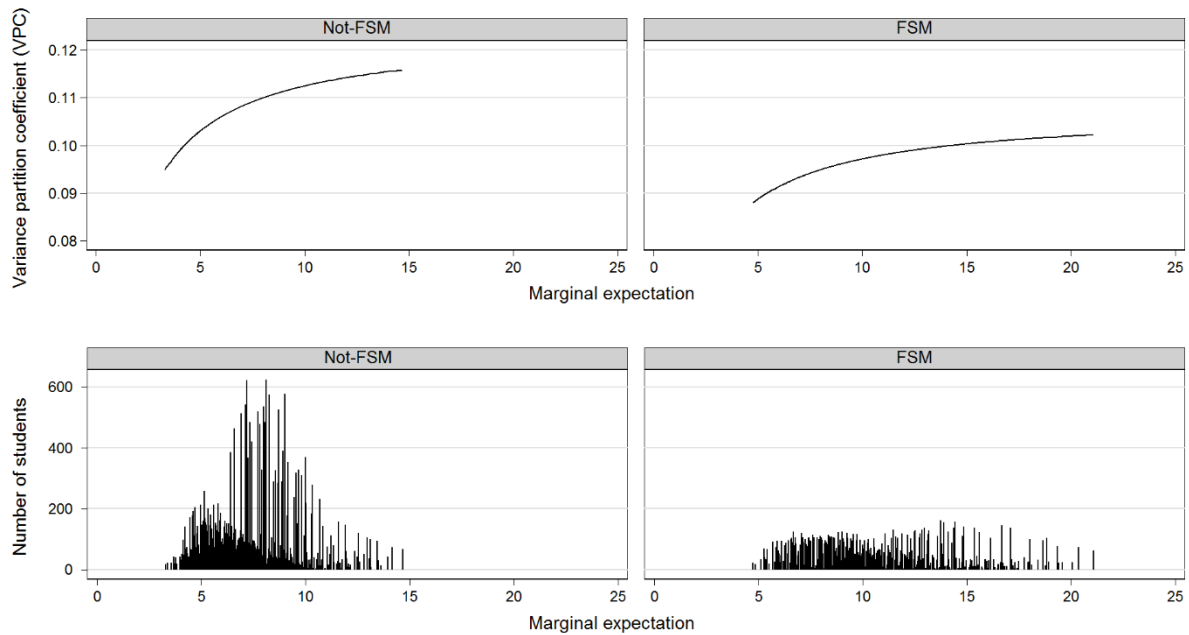 Variance partition coefficient (VPC)
Not-FSM
FSM
0.12
0.11
0.10
0.09
0.08
0 5 10 15 20 25
0 5 10 15 20 25
Marginal expectation
Number of students
Not-FSM
FSM
600
400
200
0
0 5 10 15 20 25
0 5 10 15 20 25
Marginal expectation